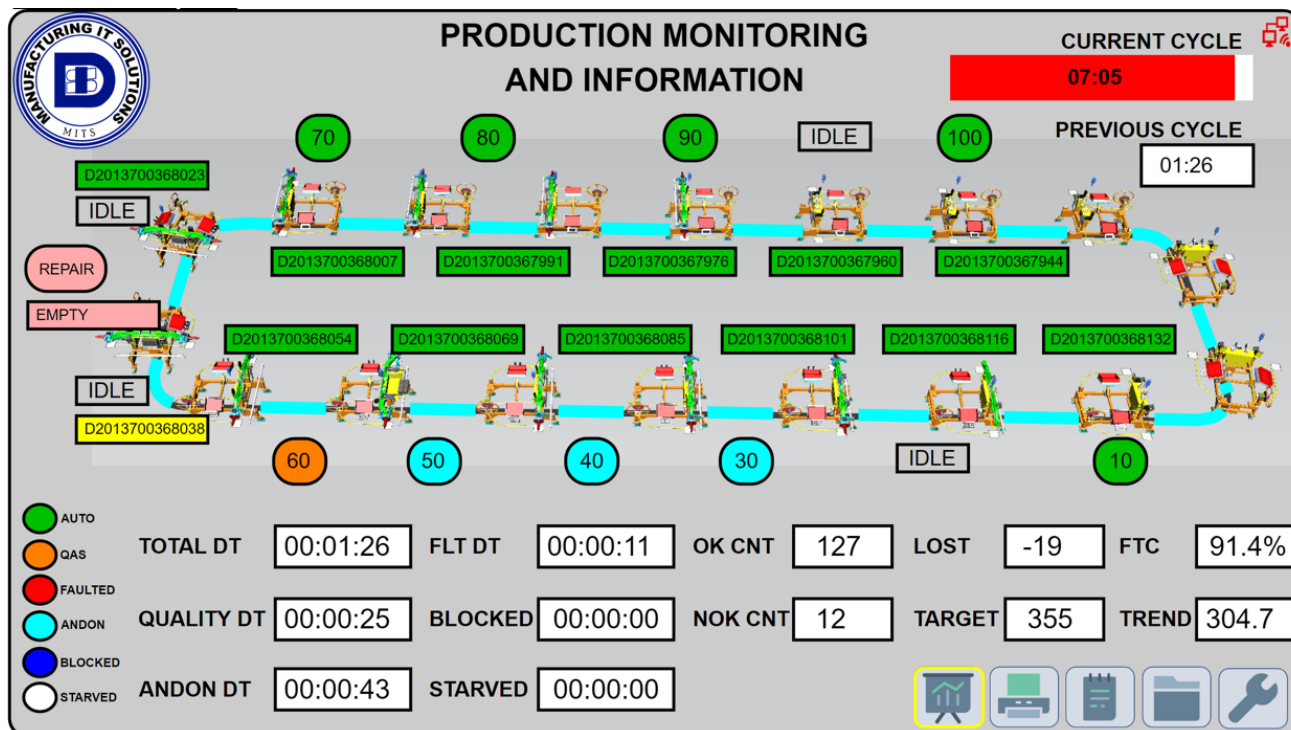 MANUFACTURING IT SOLUTIONS
MITS
PRODUCTION MONITORING
AND INFORMATION
CURRENT CYCLE
07:05
PREVIOUS CYCLE
01:26
70
80
90
IDLE
100
D2013700368023
IDLE
REPAIR
EMPTY
D2013700368007
D2013700367991
D2013700367976
D2013700367960
D2013700367944
D2013700368054
D2013700368069
D2013700368085
D2013700368101
D2013700368116
D2013700368132
IDLE
D2013700368038
60
50
40
30
IDLE
10
AUTO
QAS
FAULTED
ANDON
BLOCKED
STARVED
TOTAL DT 00:01:26 FLT DT 00:00:11 OK CNT 127 LOST -19 FTC 91.4%
QUALITY DT 00:00:25 BLOCKED 00:00:00 NOK CNT 12 TARGET 355 TREND 304.7
ANDON DT 00:00:43 STARVED 00:00:00